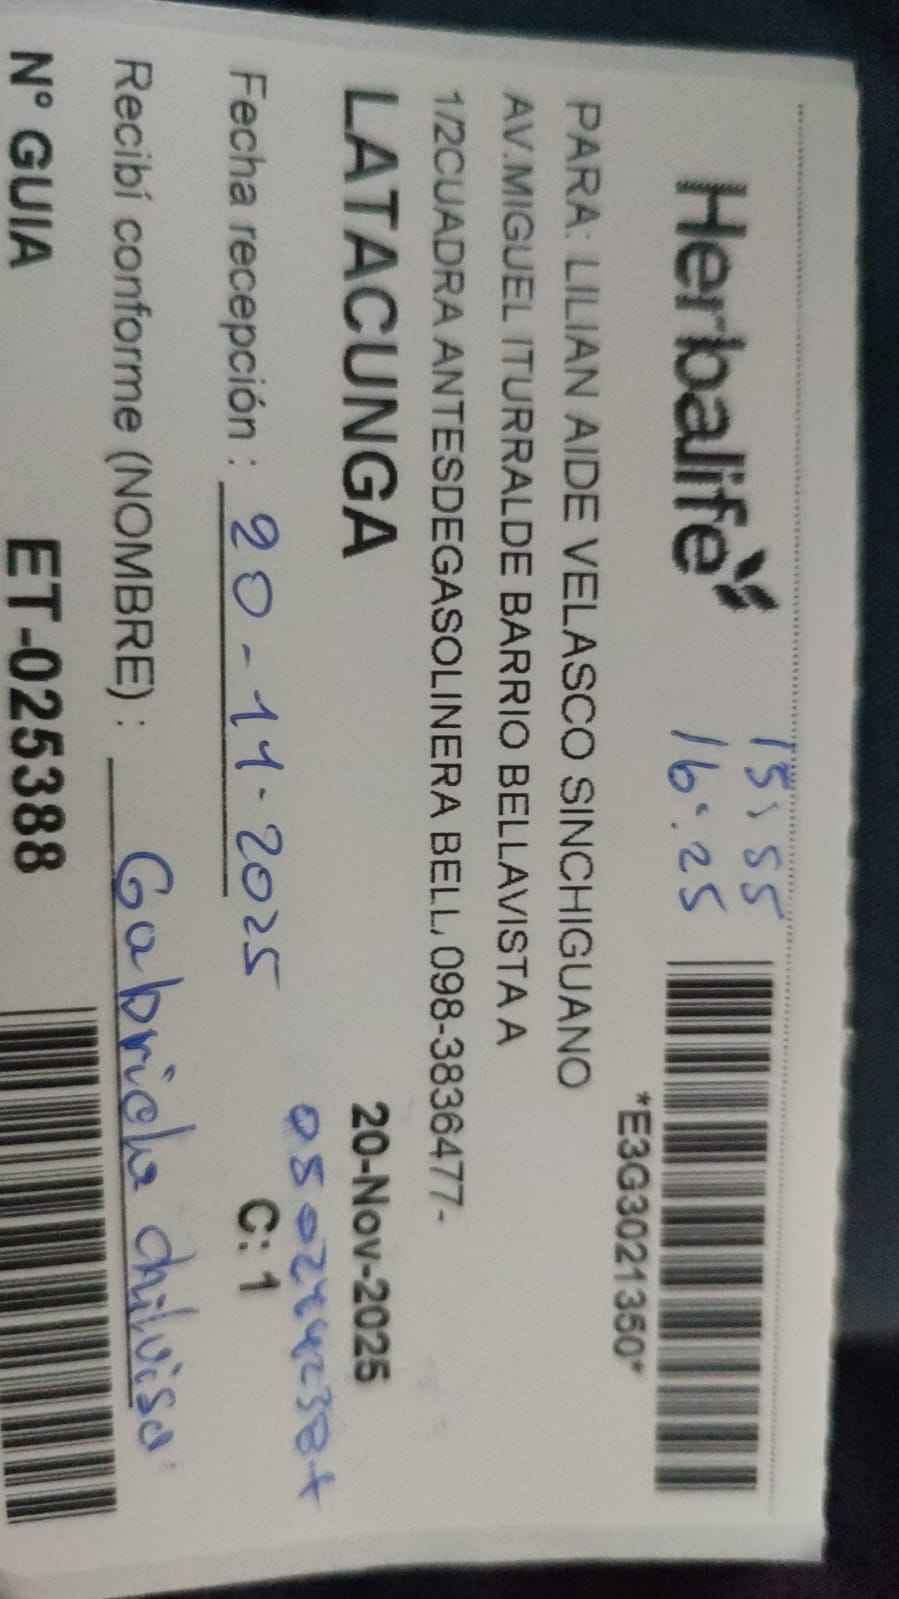 Herbalife
15:55
16:25
*E3G3021350*
PARA: LILIAN AIDE VELASCO SINCHIGUANO
AV.MIGUEL ITURRALDE BARRIO BELLAVISTA A
1/2CUADRA ANTESDEGASOLINERA BELL, 098-3836477-
LATACUNGA
20-Nov-2025
Fecha recepción : 20-11-2025
C: 1
Recibí conforme (NOMBRE) : Gabriela
Nº GUIA ET-025388